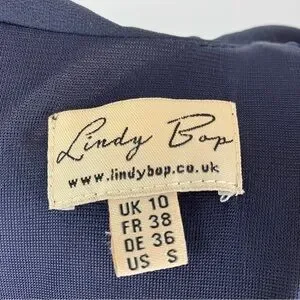 Lindy Bop
www.lindybop.co.uk
UK 10
FR 38
DE 36
US S